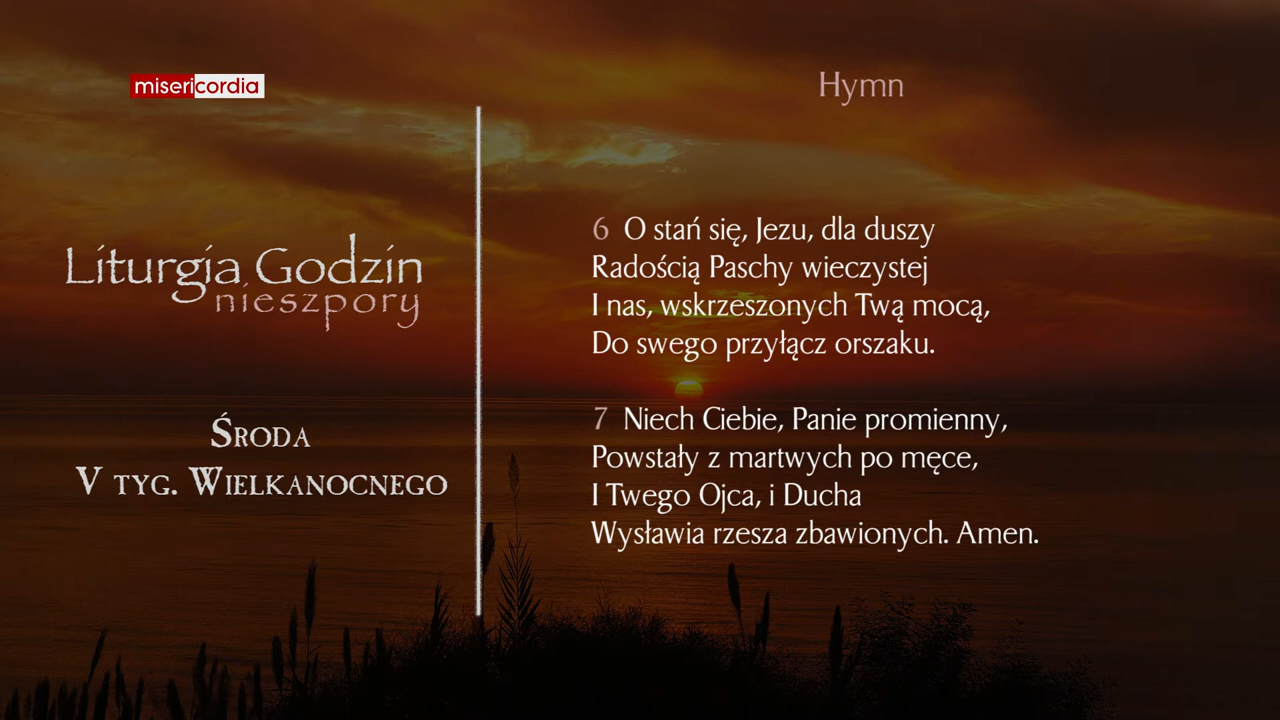 misericordia
Liturgia Godzin
nieszpory
Środa
V tyg. Wielkanocnego
Hymn
6 O stań się, Jezu, dla duszy
Radością Paschy wieczystej
I nas, wskrzeszonych Twą mocą,
Do swego przyłącz orszaku.
7 Niech Ciebie, Panie promienny,
Powstały z martwych po męce,
I Twego Ojca, i Ducha
Wysławia rzesza zbawionych. Amen.